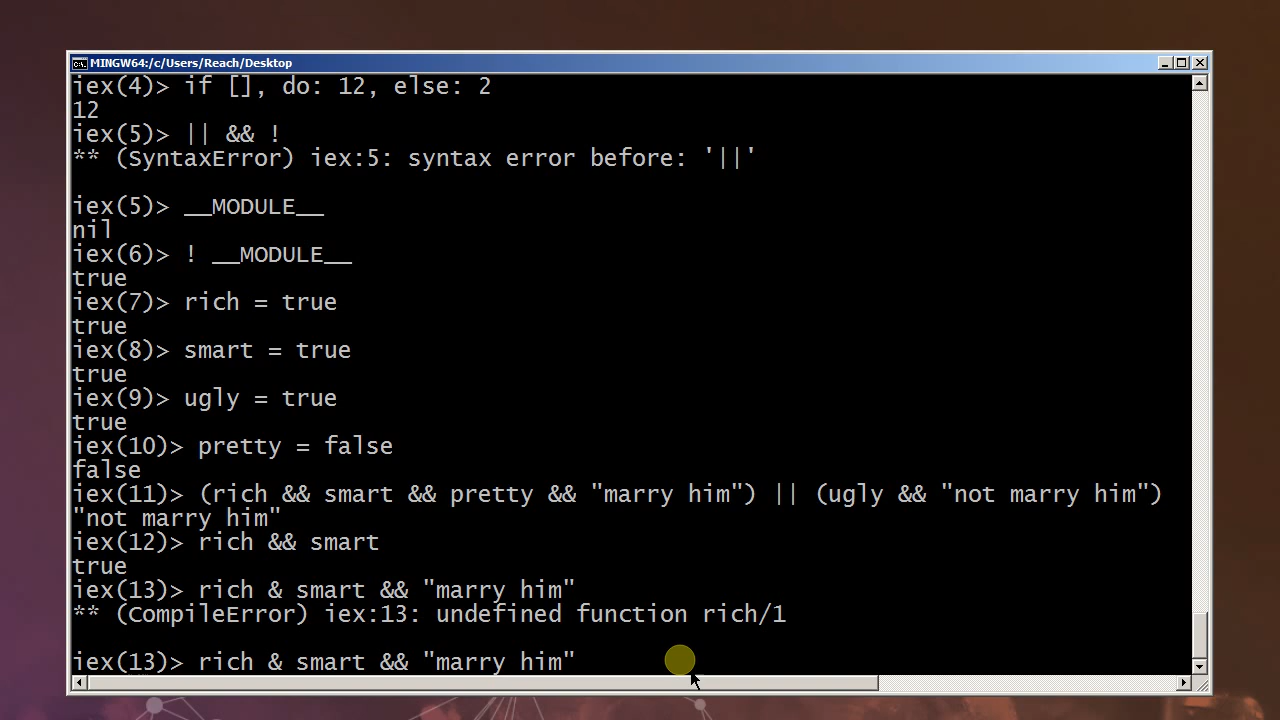 MINGW64:/c/Users/Reach/Desktop
iex(4)> if [], do: 12, else: 2
12
iex(5)> || && !
** (SyntaxError) iex:5: syntax error before: '||'
iex(5)> __MODULE__
nil
iex(6)> ! __MODULE__
true
iex(7)> rich = true
true
iex(8)> smart = true
true
iex(9)> ugly = true
true
iex(10)> pretty = false
false
iex(11)> (rich && smart && pretty && "marry him") || (ugly && "not marry him")
"not marry him"
iex(12)> rich && smart
true
iex(13)> rich & smart && "marry him"
** (CompileError) iex:13: undefined function rich/1
iex(13)> rich & smart && "marry him"